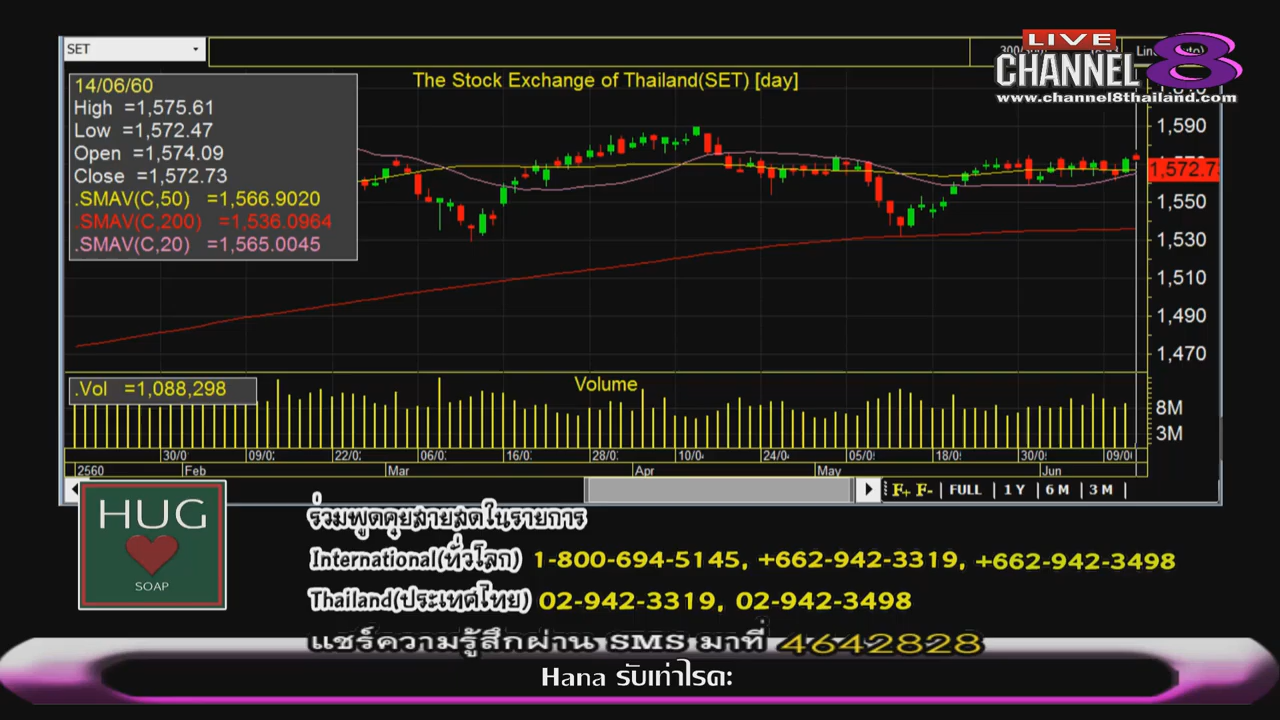 SET
LIVE
CHANNEL 8
www.channel8thailand.com
The Stock Exchange of Thailand(SET) [day]
14/06/60
High =1,575.61
Low =1,572.47
Open =1,574.09
Close =1,572.73
.SMAV(C,50) =1,566.9020
.SMAV(C,200) =1,536.0964
.SMAV(C,20) =1,565.0045
1,590
1,572.73
1,550
1,530
1,510
1,490
1,470
.Vol =1,088,298
Volume
8M
3M
30/0 09/0 22/0 06/0 16/0 28/0 10/0 24/0 05/0 18/0 30/0 09/0
2560 Feb Mar Apr May Jun
F+ F- FULL 1 Y 6 M 3 M
HUG
SOAP
ร่วมพูดคุยสายสดในรายการ
International(ทั่วโลก) 1-800-694-5145, +662-942-3319, +662-942-3498
Thailand(ประเทศไทย) 02-942-3319, 02-942-3498
แชร์ความรู้สึกผ่าน SMS มาที่ 4642828
Hana รับเท่าไรคะ